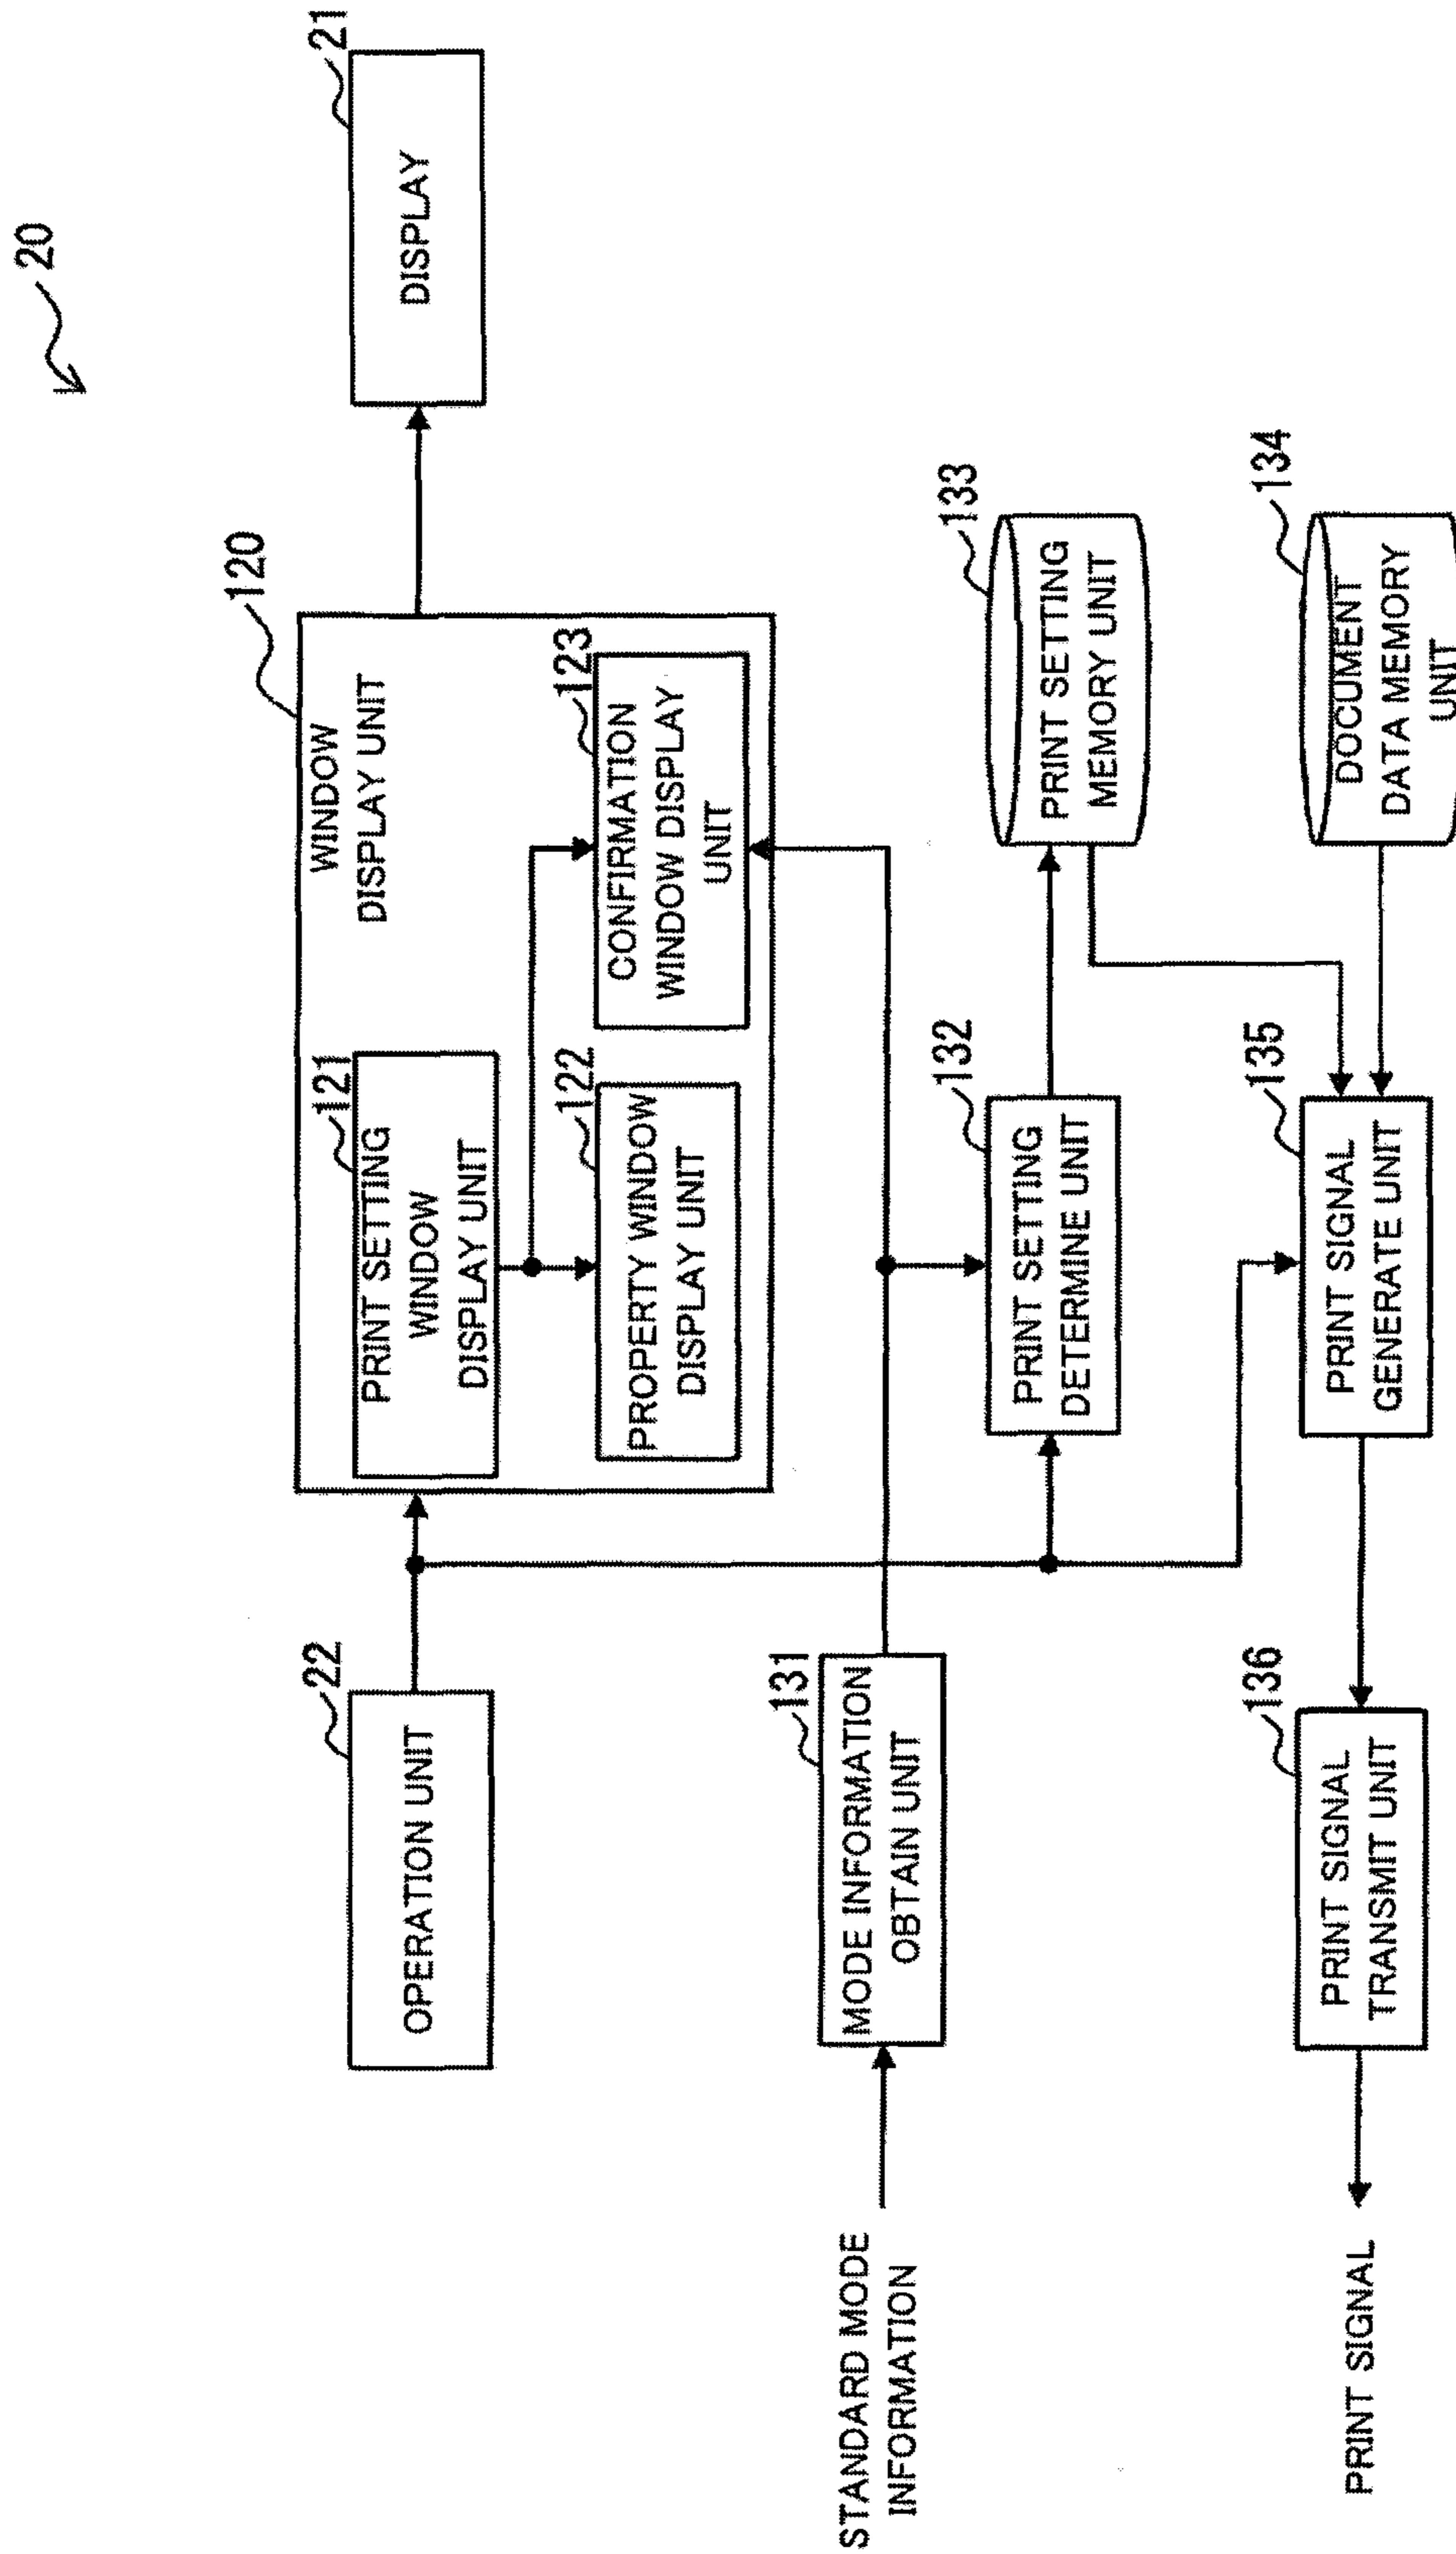 20
22
OPERATION UNIT
120
WINDOW
DISPLAY UNIT
121
PRINT SETTING
WINDOW
DISPLAY UNIT
122
PROPERTY WINDOW
DISPLAY UNIT
123
CONFIRMATION
WINDOW DISPLAY
UNIT
21
DISPLAY
STANDARD MODE
INFORMATION
131
MODE INFORMATION
OBTAIN UNIT
132
PRINT SETTING
DETERMINE UNIT
133
PRINT SETTING
MEMORY UNIT
PRINT SIGNAL
136
PRINT SIGNAL
TRANSMIT UNIT
135
PRINT SIGNAL
GENERATE UNIT
134
DOCUMENT
DATA MEMORY
UNIT